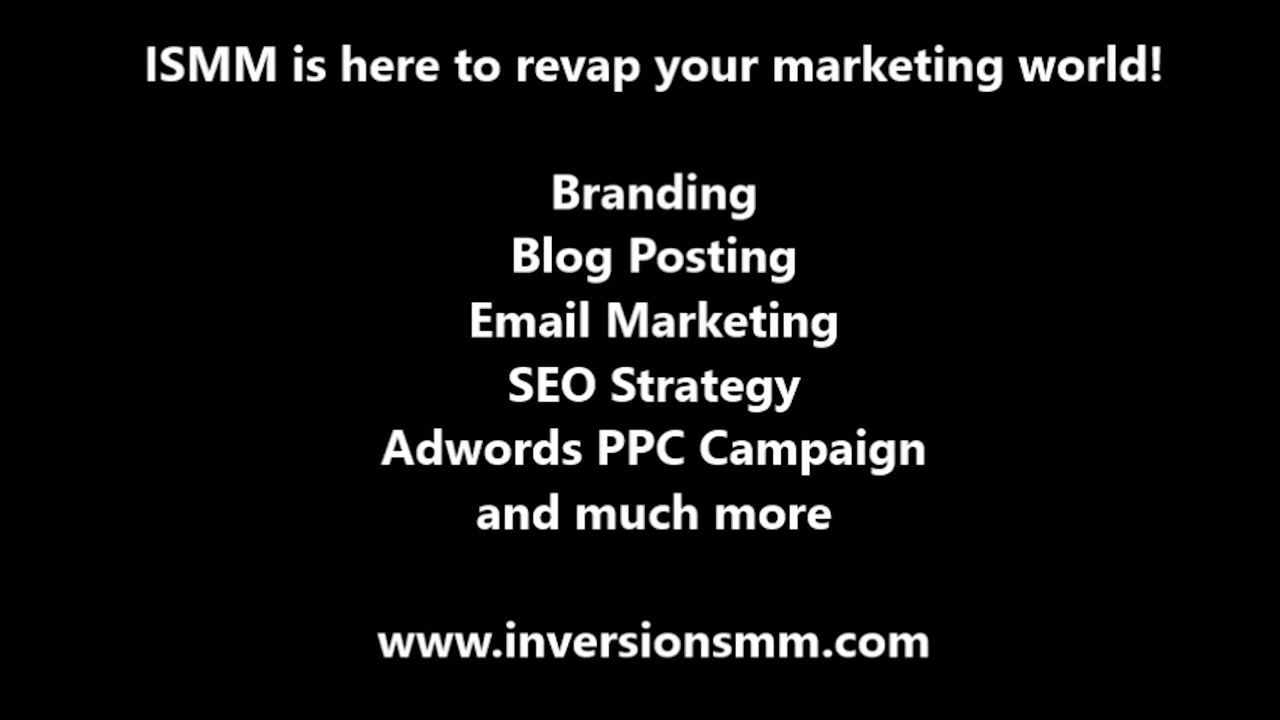 ISMM is here to revap your marketing world!
Branding
Blog Posting
Email Marketing
SEO Strategy
Adwords PPC Campaign
and much more
www.inversionsmm.com